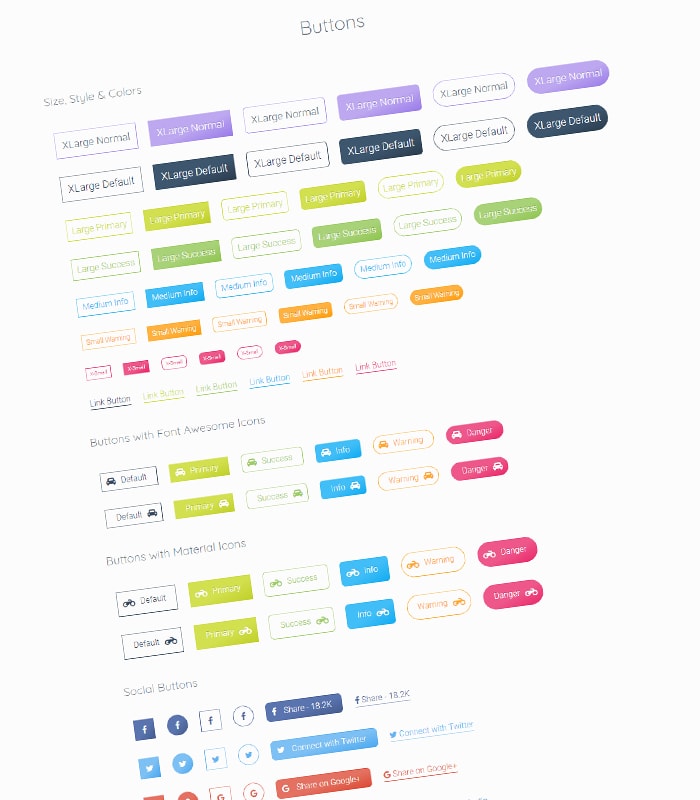 Buttons
Size, Style & Colors
XLarge Normal XLarge Normal XLarge Normal XLarge Normal XLarge Normal XLarge Normal
XLarge Default XLarge Default XLarge Default XLarge Default XLarge Default XLarge Default
Large Primary Large Primary Large Primary Large Primary Large Primary Large Primary
Large Success Large Success Large Success Large Success Large Success Large Success
Medium Info Medium Info Medium Info Medium Info Medium Info Medium Info
Small Warning Small Warning Small Warning Small Warning Small Warning Small Warning
X-Small X-Small X-Small X-Small X-Small X-Small
Link Button Link Button Link Button Link Button Link Button Link Button
Buttons with Font Awesome Icons
Default Primary Success Info Warning Danger
Default Primary Success Info Warning Danger
Buttons with Material Icons
Default Primary Success Info Warning Danger
Default Primary Success Info Warning Danger
Social Buttons
Share - 18.2K Share - 18.2K
Connect with Twitter Connect with Twitter
Share on Google+ Share on Google+